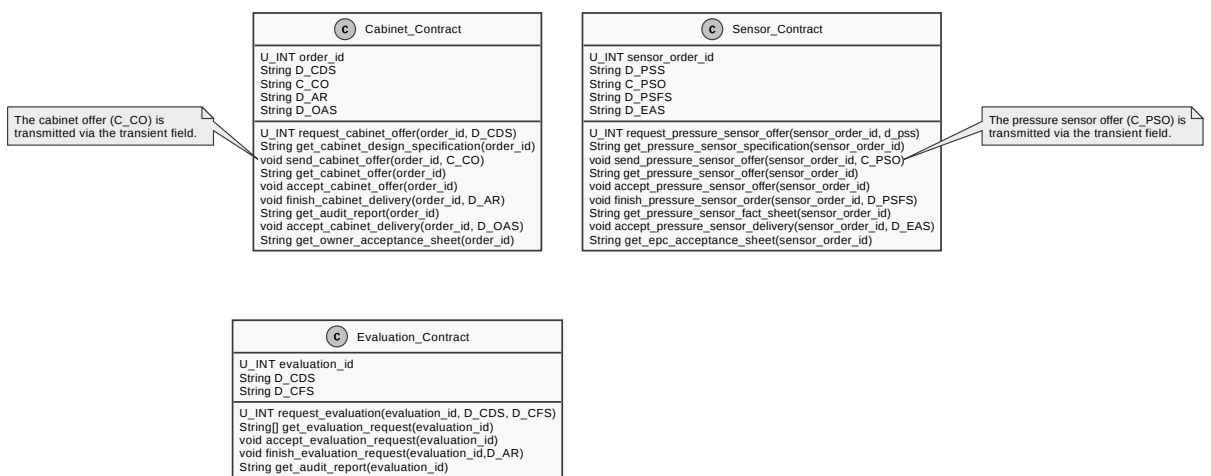 C Cabinet_Contract
U_INT order_id
String D_CDS
String C_CO
String D_AR
String D_OAS
U_INT request_cabinet_offer(order_id, D_CDS)
String get_cabinet_design_specification(order_id)
void send_cabinet_offer(order_id, C_CO)
String get_cabinet_offer(order_id)
void accept_cabinet_offer(order_id)
void finish_cabinet_delivery(order_id, D_AR)
String get_audit_report(order_id)
void accept_cabinet_delivery(order_id, D_OAS)
String get_owner_acceptance_sheet(order_id)
The cabinet offer (C_CO) is
transmitted via the transient field.
C Sensor_Contract
U_INT sensor_order_id
String D_PSS
String C_PSO
String D_PSFS
String D_EAS
U_INT request_pressure_sensor_offer(sensor_order_id, d_pss)
String get_pressure_sensor_specification(sensor_order_id)
void send_pressure_sensor_offer(sensor_order_id, C_PSO)
String get_pressure_sensor_offer(sensor_order_id)
void accept_pressure_sensor_offer(sensor_order_id)
void finish_pressure_sensor_order(sensor_order_id, D_PSFS)
String get_pressure_sensor_fact_sheet(sensor_order_id)
void accept_pressure_sensor_delivery(sensor_order_id, D_EAS)
String get_epc_acceptance_sheet(sensor_order_id)
The pressure sensor offer (C_PSO) is
transmitted via the transient field.
C Evaluation_Contract
U_INT evaluation_id
String D_CDS
String D_CFS
U_INT request_evaluation(evaluation_id, D_CDS, D_CFS)
String[] get_evaluation_request(evaluation_id)
void accept_evaluation_request(evaluation_id)
void finish_evaluation_request(evaluation_id,D_AR)
String get_audit_report(evaluation_id)